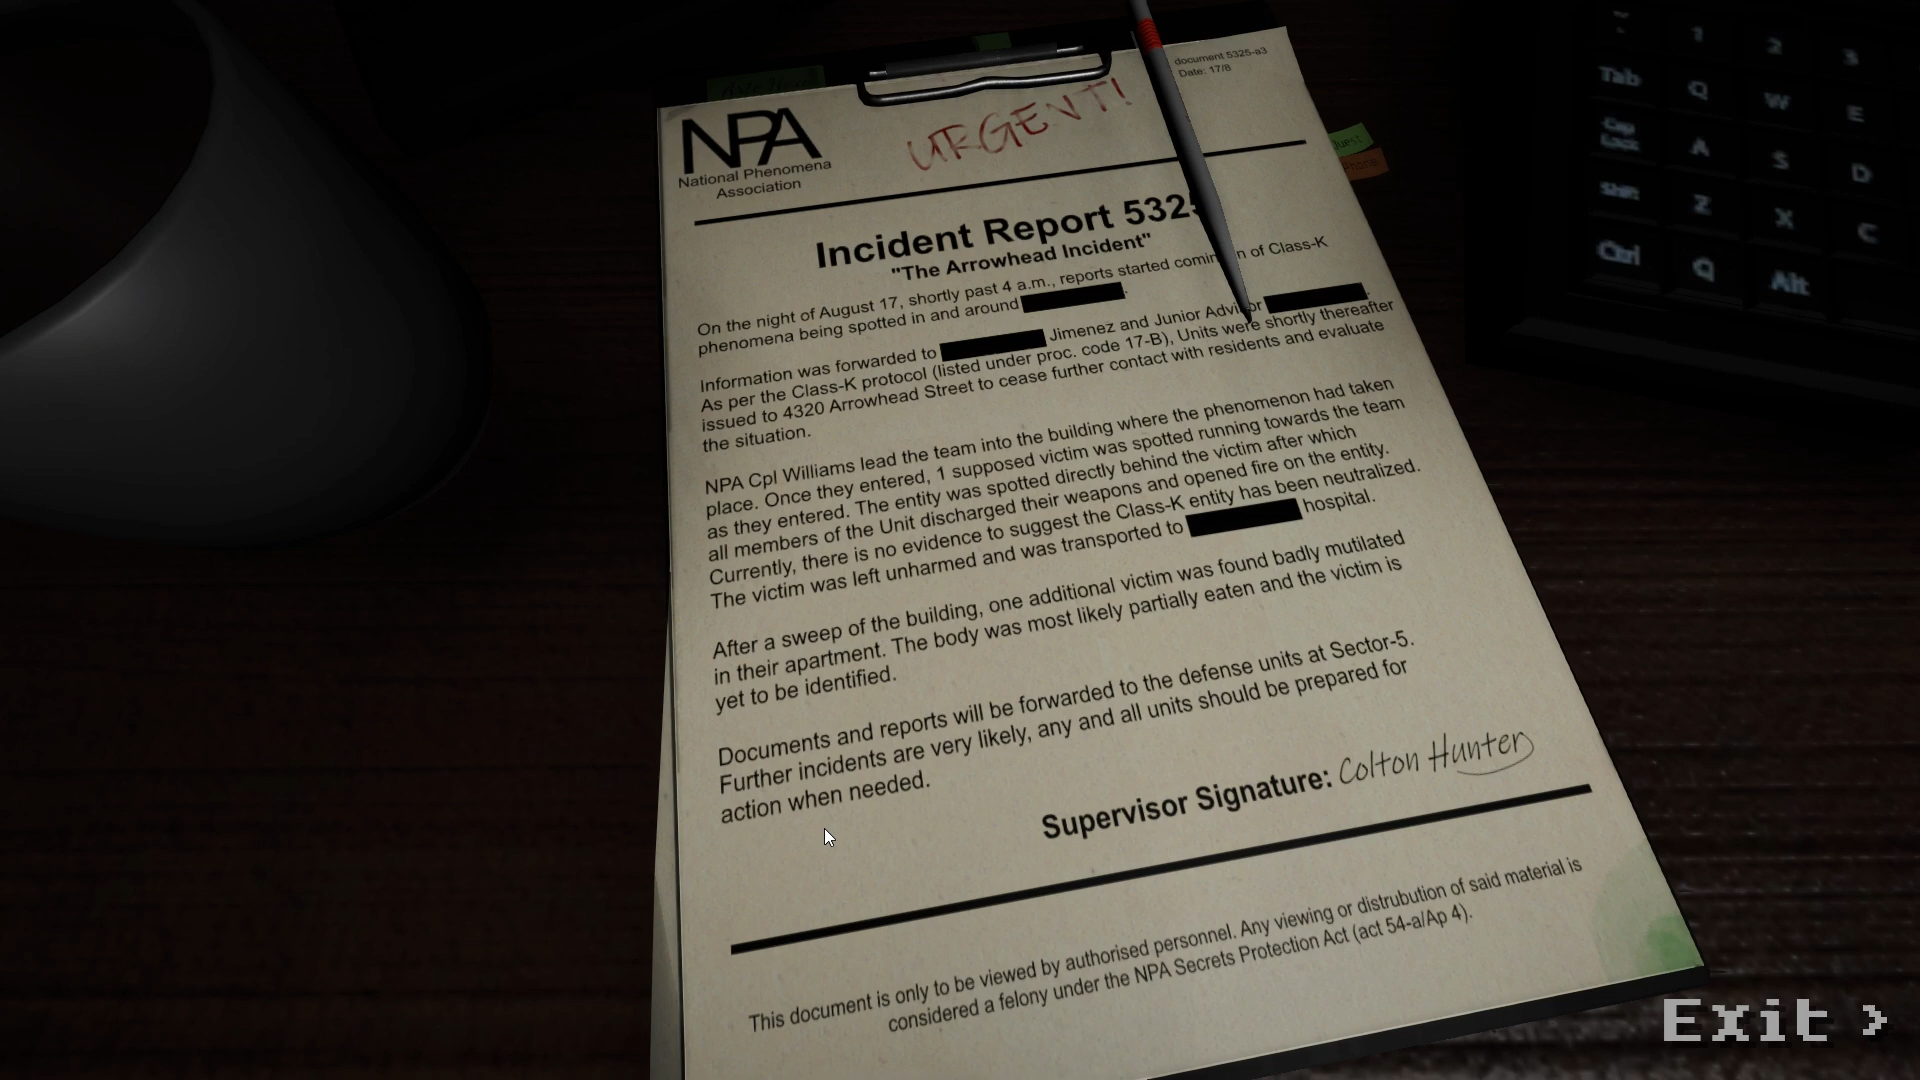 document 5325-a3
Date: 17/8
URGENT!
NPA
National Phenomena
Association
Incident Report 532
"The Arrowhead Incident"
On the night of August 17, shortly past 4 a.m., reports started coming in of Class-K
phenomena being spotted in and around .
Information was forwarded to Jimenez and Junior Advisor .
As per the Class-K protocol (listed under proc. code 17-B), Units were shortly thereafter
issued to 4320 Arrowhead Street to cease further contact with residents and evaluate
the situation.
NPA Cpl Williams lead the team into the building where the phenomenon had taken
place. Once they entered, 1 supposed victim was spotted running towards the team
as they entered. The entity was spotted directly behind the victim after which
all members of the Unit discharged their weapons and opened fire on the entity.
Currently, there is no evidence to suggest the Class-K entity has been neutralized.
The victim was left unharmed and was transported to hospital.
After a sweep of the building, one additional victim was found badly mutilated
in their apartment. The body was most likely partially eaten and the victim is
yet to be identified.
Documents and reports will be forwarded to the defense units at Sector-5.
Further incidents are very likely, any and all units should be prepared for
action when needed.
Supervisor Signature: Colton Hunter
This document is only to be viewed by authorised personnel. Any viewing or distrubution of said material is
considered a felony under the NPA Secrets Protection Act (act 54-a/Ap 4).
1 2 3
Tab Q W E
Caps Lock A S D
Shift Z X C
Ctrl Q Alt
Exit >